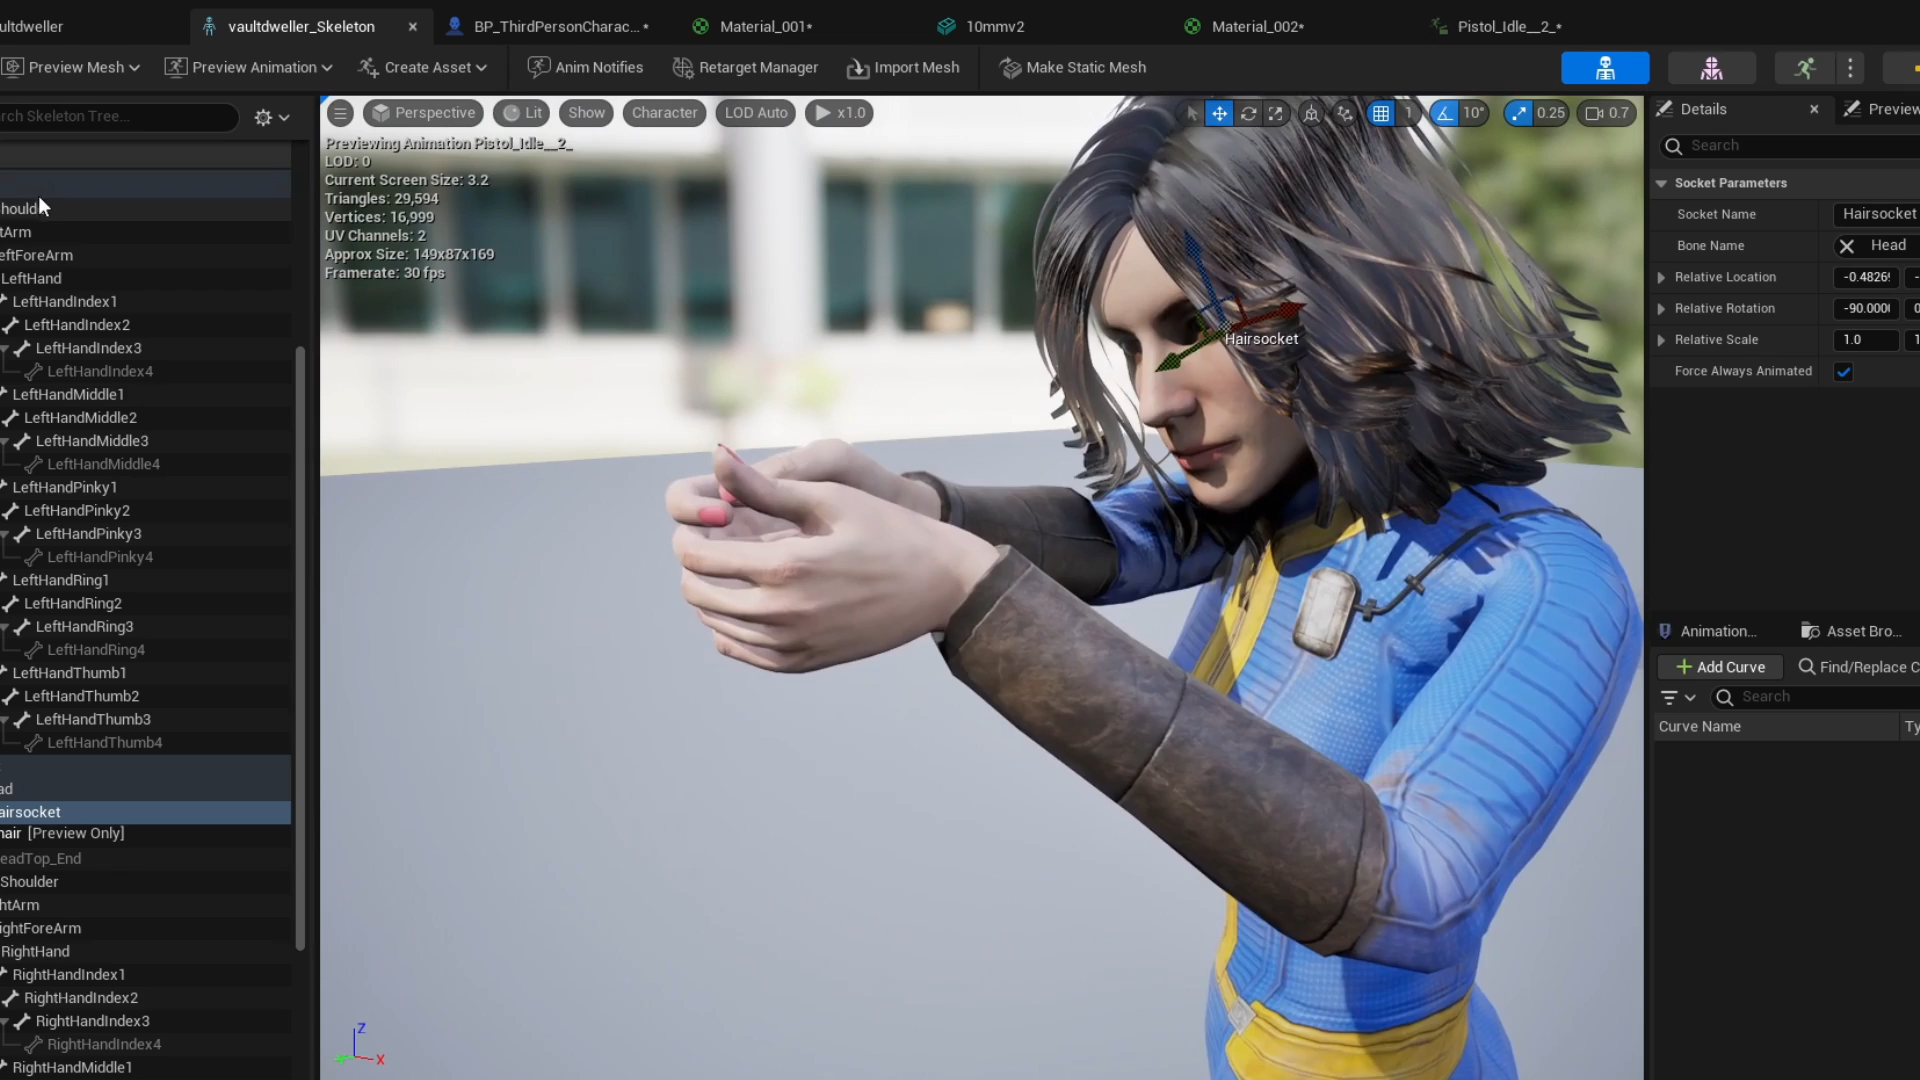 ultdweller
vaultdweller_Skeleton
BP_ThirdPersonCharac...*
Material_001*
10mmv2
Material_002*
Pistol_Idle__2_*
Preview Mesh
Preview Animation
Create Asset
Anim Notifies
Retarget Manager
Import Mesh
Make Static Mesh
rch Skeleton Tree...
Perspective
Lit
Show
Character
LOD Auto
x1.0
1
10°
0.25
0.7
Previewing Animation Pistol_Idle__2_
LOD: 0
Current Screen Size: 3.2
Triangles: 29,594
Vertices: 16,999
UV Channels: 2
Approx Size: 149x87x169
Framerate: 30 fps
Hairsocket
Z
X
hould
tArm
eftForeArm
LeftHand
LeftHandIndex1
LeftHandIndex2
LeftHandIndex3
LeftHandIndex4
LeftHandMiddle1
LeftHandMiddle2
LeftHandMiddle3
LeftHandMiddle4
LeftHandPinky1
LeftHandPinky2
LeftHandPinky3
LeftHandPinky4
LeftHandRing1
LeftHandRing2
LeftHandRing3
LeftHandRing4
LeftHandThumb1
LeftHandThumb2
LeftHandThumb3
LeftHandThumb4
ad
airsocket
hair [Preview Only]
eadTop_End
Shoulder
htArm
ightForeArm
RightHand
RightHandIndex1
RightHandIndex2
RightHandIndex3
RightHandIndex4
RightHandMiddle1
Details
Preview
Search
Socket Parameters
Socket Name Hairsocket
Bone Name Head
Relative Location -0.4826
Relative Rotation -90.000 0
Relative Scale 1.0 1
Force Always Animated
Animation...
Asset Bro...
Add Curve
Find/Replace C
Search
Curve Name Ty